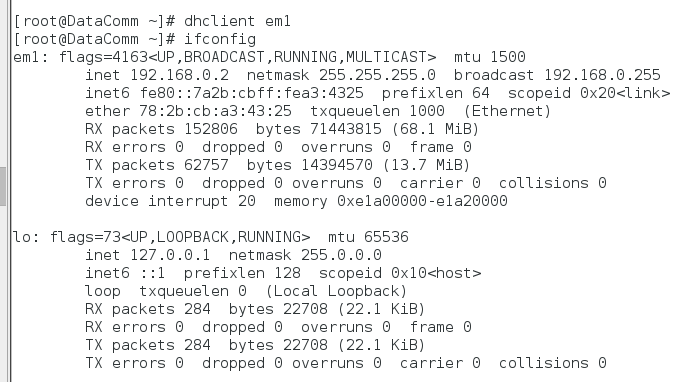 [root@DataComm ~]# dhclient em1
[root@DataComm ~]# ifconfig
em1: flags=4163<UP,BROADCAST,RUNNING,MULTICAST>  mtu 1500
        inet 192.168.0.2  netmask 255.255.255.0  broadcast 192.168.0.255
        inet6 fe80::7a2b:cbff:fea3:4325  prefixlen 64  scopeid 0x20<link>
        ether 78:2b:cb:a3:43:25  txqueuelen 1000  (Ethernet)
        RX packets 152806  bytes 71443815 (68.1 MiB)
        RX errors 0  dropped 0  overruns 0  frame 0
        TX packets 62757  bytes 14394570 (13.7 MiB)
        TX errors 0  dropped 0 overruns 0  carrier 0  collisions 0
        device interrupt 20  memory 0xe1a00000-e1a20000

lo: flags=73<UP,LOOPBACK,RUNNING>  mtu 65536
        inet 127.0.0.1  netmask 255.0.0.0
        inet6 ::1  prefixlen 128  scopeid 0x10<host>
        loop  txqueuelen 0  (Local Loopback)
        RX packets 284  bytes 22708 (22.1 KiB)
        RX errors 0  dropped 0  overruns 0  frame 0
        TX packets 284  bytes 22708 (22.1 KiB)
        TX errors 0  dropped 0 overruns 0  carrier 0  collisions 0